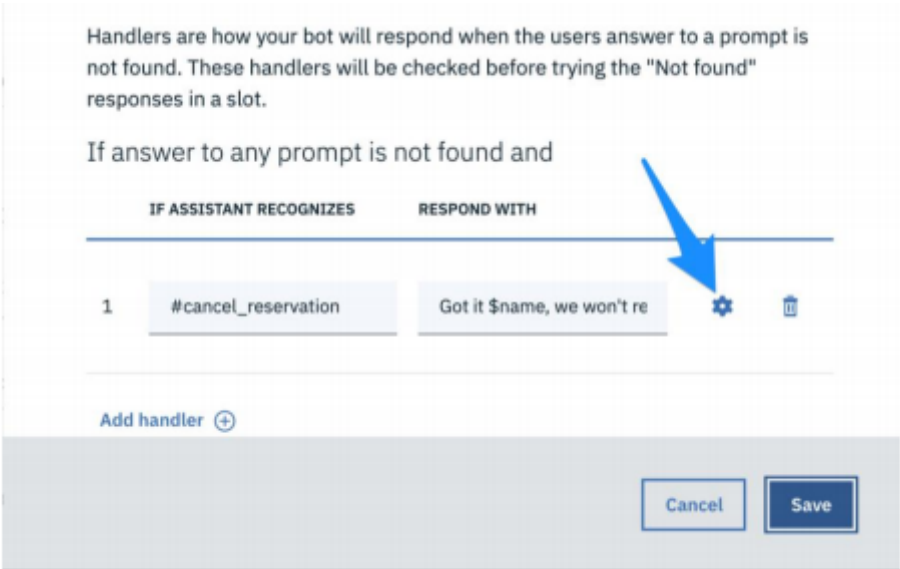 Handlers are how your bot will respond when the users answer to a prompt is
not found. These handlers will be checked before trying the "Not found"
responses in a slot.
If answer to any prompt is not found and
IF ASSISTANT RECOGNIZES RESPOND WITH
1 #cancel_reservation Got it $name, we won't re
Add handler
Cancel Save